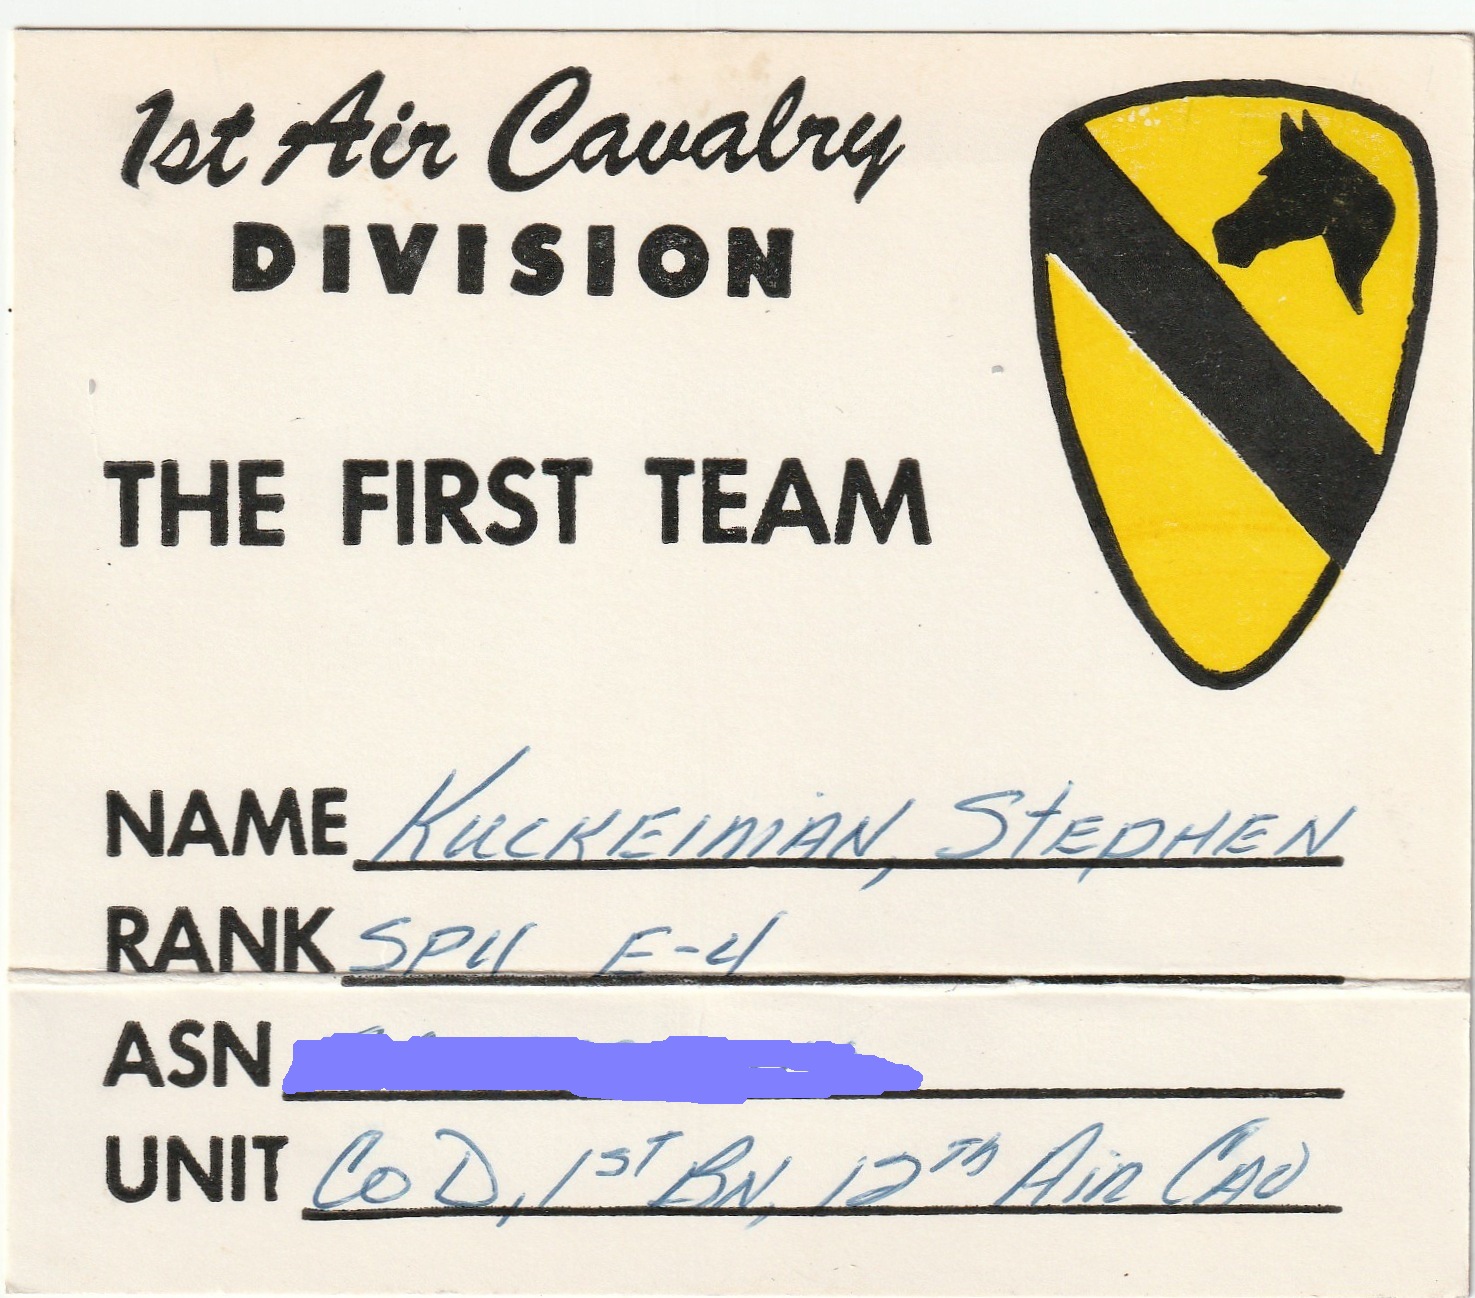 1st Air Cavalry
DIVISION
THE FIRST TEAM
NAME KUCKEIMAN, STEPHEN
RANK SP4 E-4
ASN
UNIT CO D, 1ST BN, 12TH Air CAV